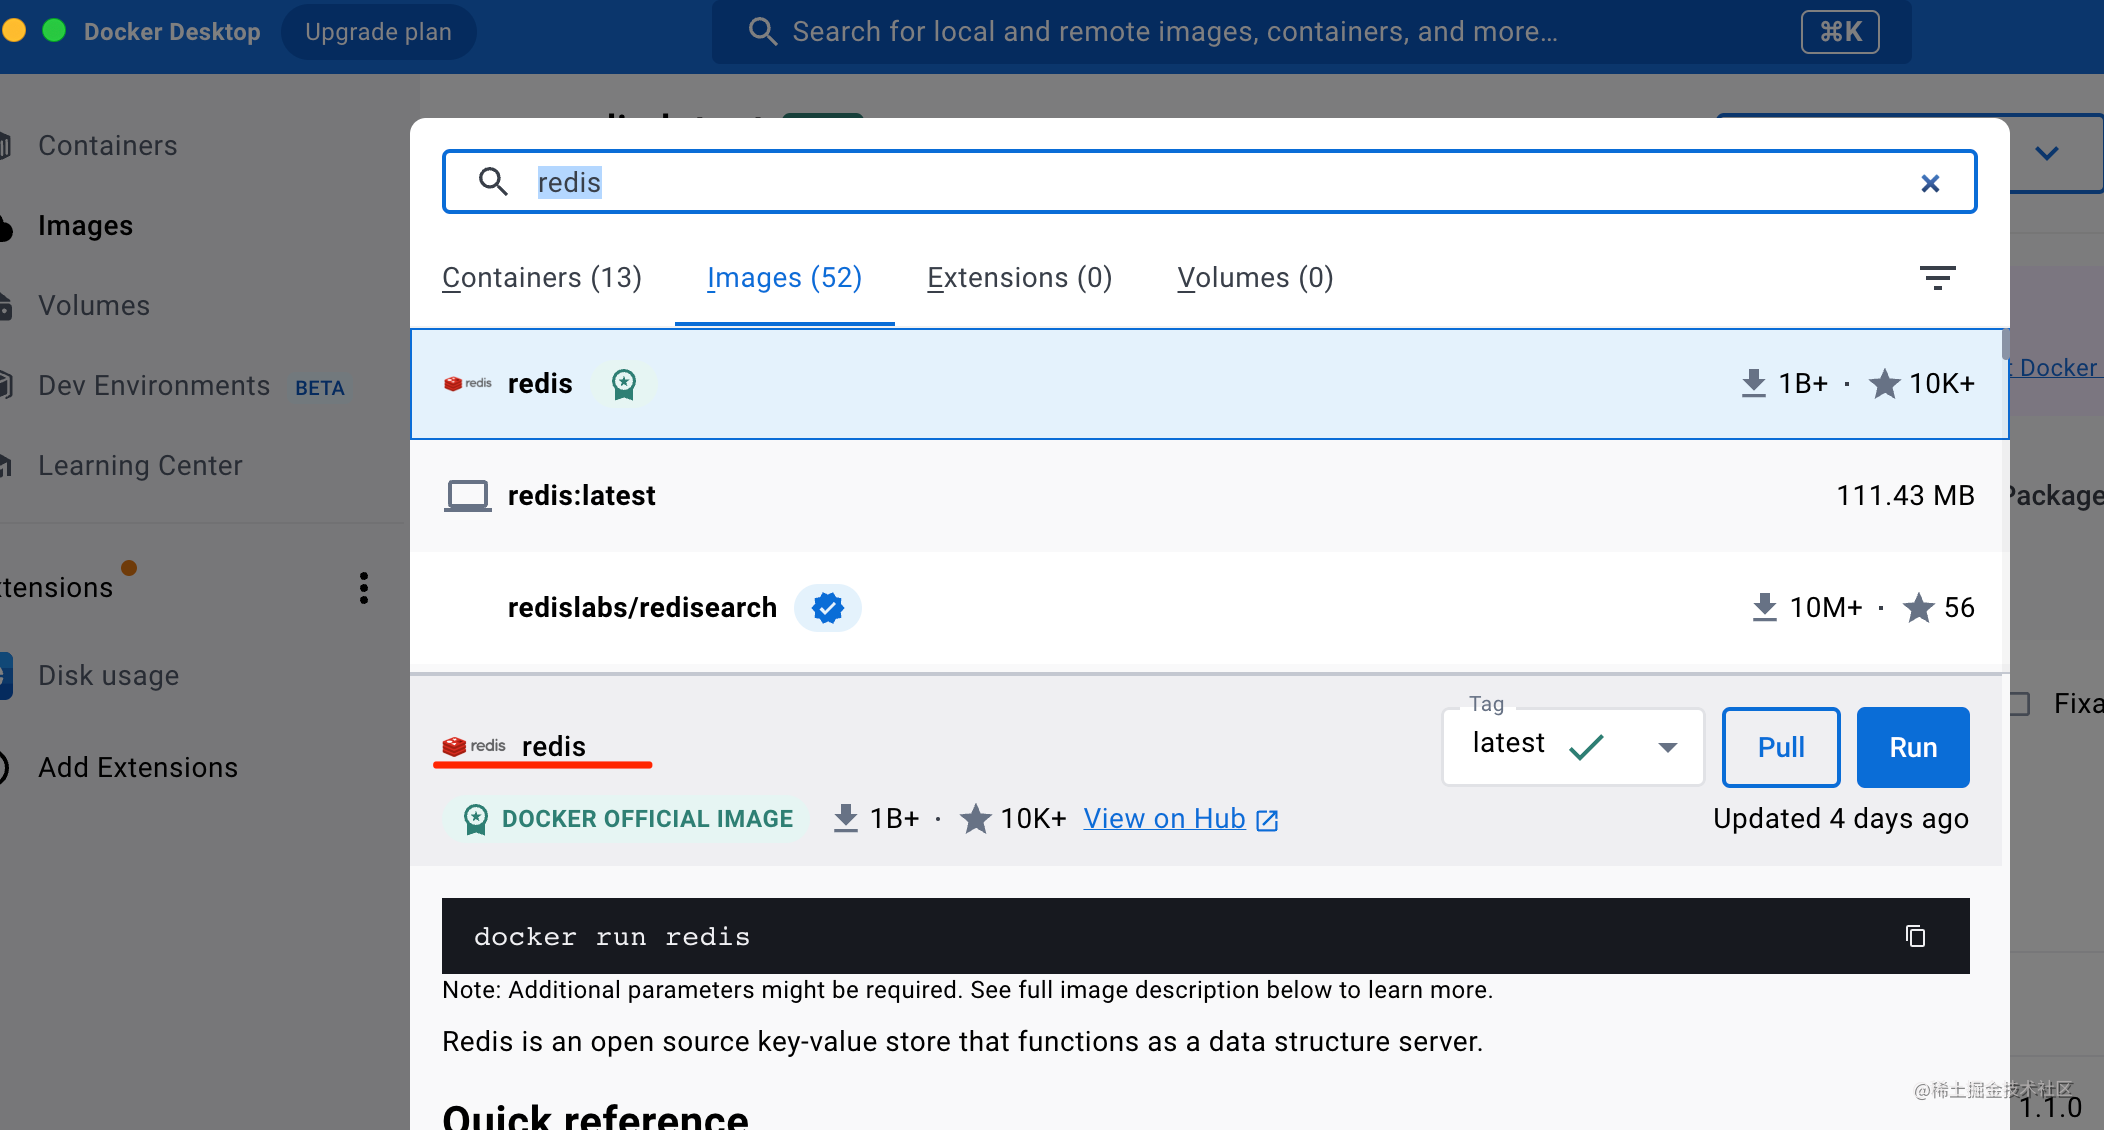 Docker Desktop
Upgrade plan
Search for local and remote images, containers, and more...
⌘K
Containers
Images
Volumes
Dev Environments BETA
Learning Center
tensions
Disk usage
Add Extensions
redis
Containers (13)
Images (52)
Extensions (0)
Volumes (0)
redis redis
1B+ · 10K+
redis:latest
111.43 MB
redislabs/redisearch
10M+ · 56
Docker
Package
Fixa
redis redis
Tag
latest
Pull
Run
DOCKER OFFICIAL IMAGE
1B+ · 10K+
View on Hub
Updated 4 days ago
docker run redis
Note: Additional parameters might be required. See full image description below to learn more.
Redis is an open source key-value store that functions as a data structure server.
Quick reference
@稀土掘金技术社区
1.1.0